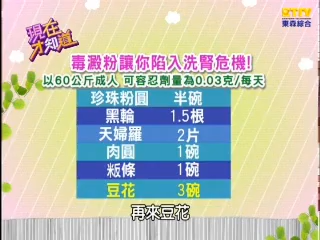 ETTV
東森綜合
現在才知道
毒澱粉讓你陷入洗腎危機!
以60公斤成人 可容忍劑量為0.03克/每天
珍珠粉圓 半碗
黑輪 1.5根
天婦羅 2片
肉圓 1碗
粄條 1碗
豆花 3碗
再來豆花